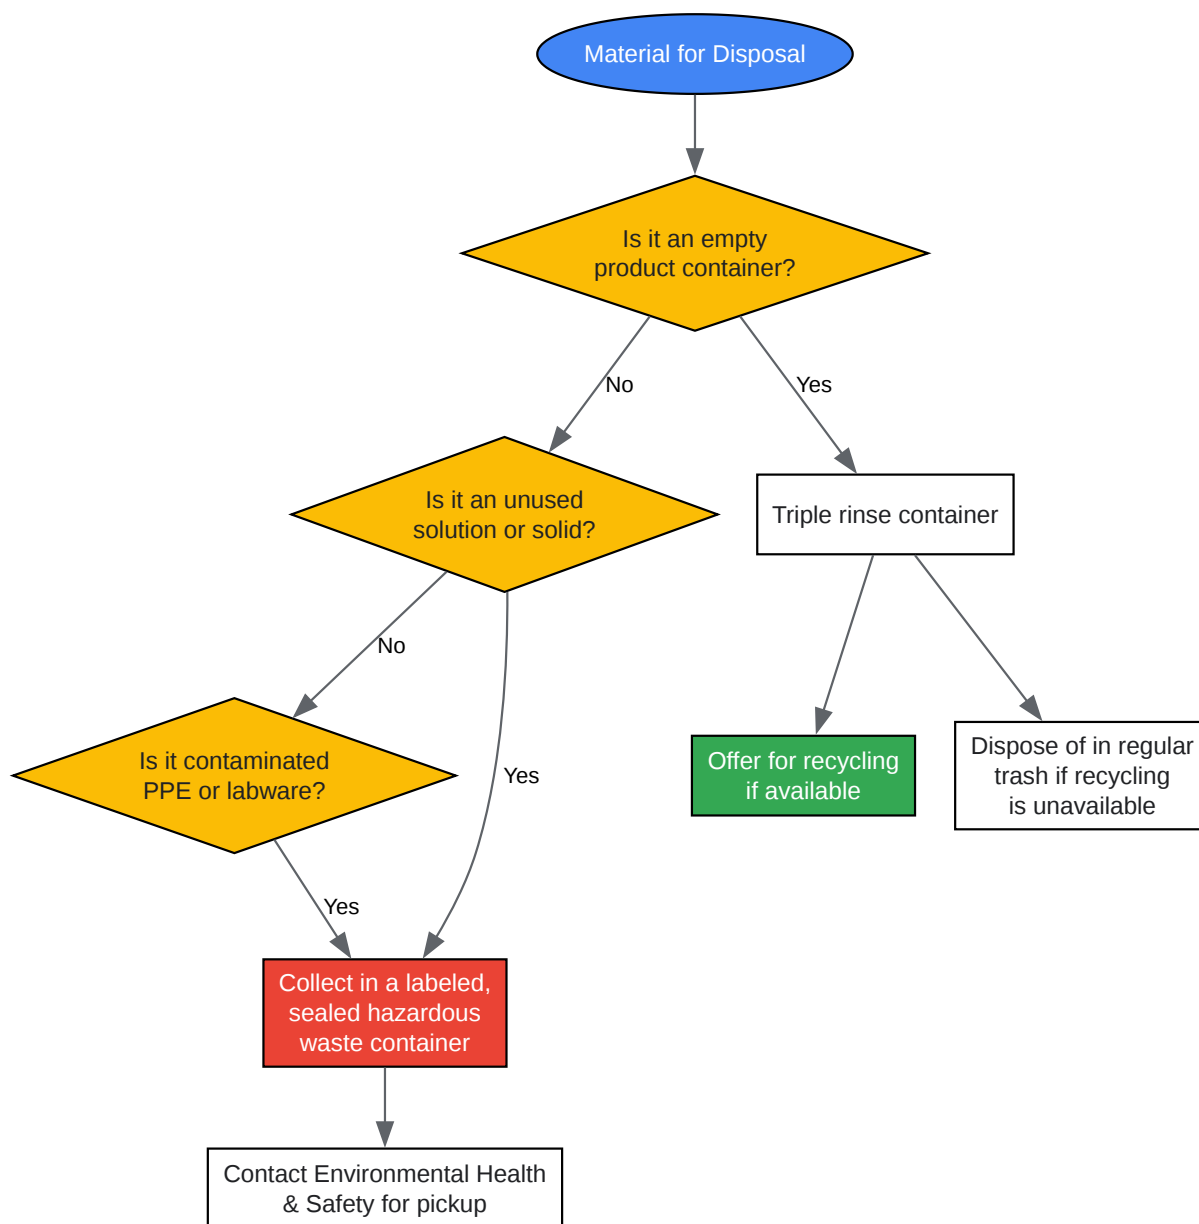 Material for Disposal
Is it an empty
product container?
No
Yes
Is it an unused
solution or solid?
Triple rinse container
No
Yes
Is it contaminated
PPE or labware?
Offer for recycling
if available
Dispose of in regular
trash if recycling
is unavailable
Yes
Collect in a labeled,
sealed hazardous
waste container
Contact Environmental Health
& Safety for pickup